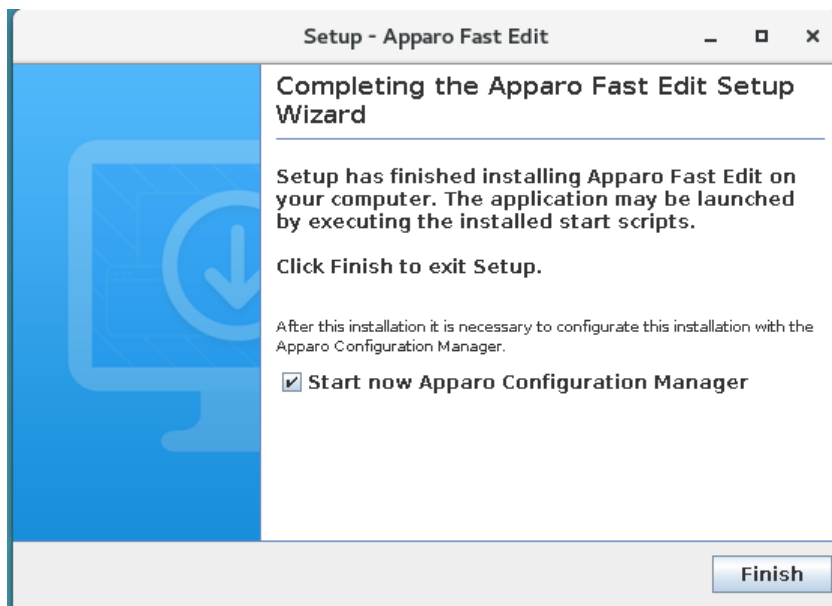 Setup - Apparo Fast Edit
Completing the Apparo Fast Edit Setup
Wizard
Setup has finished installing Apparo Fast Edit on
your computer. The application may be launched
by executing the installed start scripts.
Click Finish to exit Setup.
After this installation it is necessary to configurate this installation with the
Apparo Configuration Manager.
Start now Apparo Configuration Manager
Finish